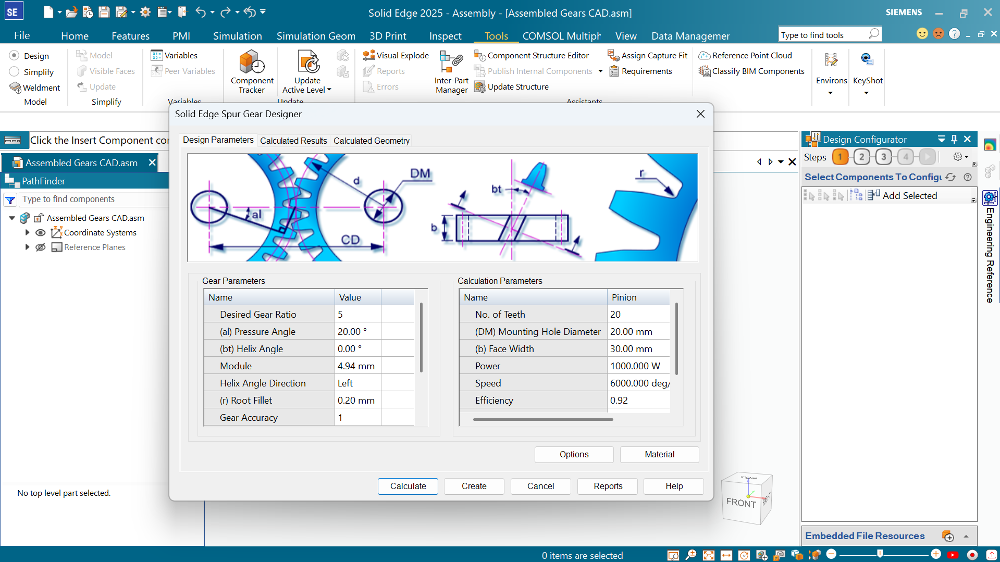 SE
Solid Edge 2025 - Assembly - [Assembled Gears CAD.asm]
SIEMENS
File Home Features PMI Simulation Simulation Geom 3D Print Inspect Tools COMSOL Multiph View Data Managemer
Type to find tools
Design
Simplify
Weldment
Model
Model
Visible Faces
Update
Simplify
Variables
Peer Variables
Variables
Component
Tracker
Update
Active Level
Update
Visual Explode
Reports
Errors
Inter-Part
Manager
Component Structure Editor
Publish Internal Components
Update Structure
Assign Capture Fit
Requirements
Assistants
Reference Point Cloud
Classify BIM Components
Environs
KeyShot
Click the Insert Component cor
Assembled Gears CAD.asm
PathFinder
Type to find components
Assembled Gears CAD.asm
Coordinate Systems
Reference Planes
No top level part selected.
Solid Edge Spur Gear Designer
Design Parameters Calculated Results Calculated Geometry
al
d
DM
CD
bt
b
r
Gear Parameters
Name Value
Desired Gear Ratio 5
(al) Pressure Angle 20.00 °
(bt) Helix Angle 0.00 °
Module 4.94 mm
Helix Angle Direction Left
(r) Root Fillet 0.20 mm
Gear Accuracy 1
Calculation Parameters
Name Pinion
No. of Teeth 20
(DM) Mounting Hole Diameter 20.00 mm
(b) Face Width 30.00 mm
Power 1000.000 W
Speed 6000.000 deg/
Efficiency 0.92
Options Material
Calculate Create Cancel Reports Help
TOP
FRONT
RIGHT
Design Configurator
Steps 1 2 3 4
Select Components To Configu
Add Selected
Engineering Reference
Embedded File Resources
0 items are selected